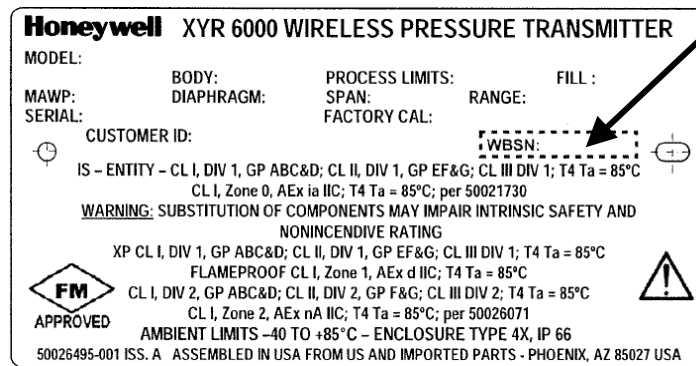 Honeywell XYR 6000 WIRELESS PRESSURE TRANSMITTER
MODEL:
BODY: PROCESS LIMITS: FILL :
MAWP: DIAPHRAGM: SPAN: RANGE:
SERIAL: FACTORY CAL:
CUSTOMER ID: WBSN:
IS – ENTITY – CL I, DIV 1, GP ABC&D; CL II, DIV 1, GP EF&G; CL III DIV 1; T4 Ta = 85°C
CL I, Zone 0, AEx ia IIC; T4 Ta = 85°C; per 50021730
WARNING: SUBSTITUTION OF COMPONENTS MAY IMPAIR INTRINSIC SAFETY AND
NONINCENDIVE RATING
XP CL I, DIV 1, GP ABC&D; CL II, DIV 1, GP EF&G; CL III DIV 1; T4 Ta = 85°C
FLAMEPROOF CL I, Zone 1, AEx d IIC; T4 Ta = 85°C
FM CL I, DIV 2, GP ABC&D; CL II, DIV 2, GP F&G; CL III DIV 2; T4 Ta = 85°C
APPROVED CL I, Zone 2, AEx nA IIC; T4 Ta = 85°C; per 50026071
AMBIENT LIMITS –40 TO +85°C – ENCLOSURE TYPE 4X, IP 66
50026495-001 ISS. A ASSEMBLED IN USA FROM US AND IMPORTED PARTS - PHOENIX, AZ 85027 USA